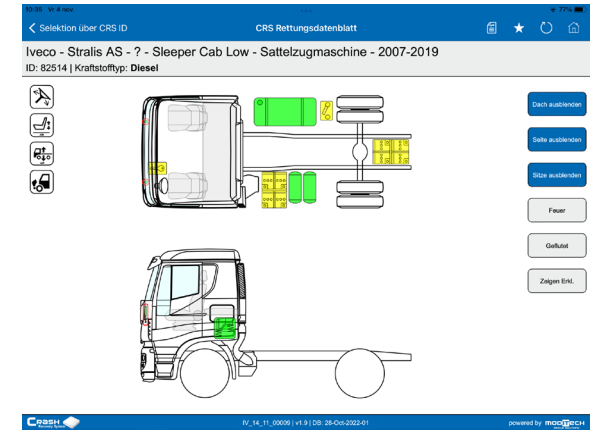 10:35 Vr. 4 nov.
77%
Selektion über CRS ID
CRS Rettungsdatenblatt
Iveco - Stralis AS - ? - Sleeper Cab Low - Sattelzugmaschine - 2007-2019
ID: 82514 | Kraftstofftyp: Diesel
Dach ausblenden
Seite ausblenden
Sitze ausblenden
Feuer
Geflutet
Zeigen Erkl.
CRASH
Recovery System
IV_14_11_00009 | v1.9 | DB: 28-Oct-2022-01
powered by MODITECH